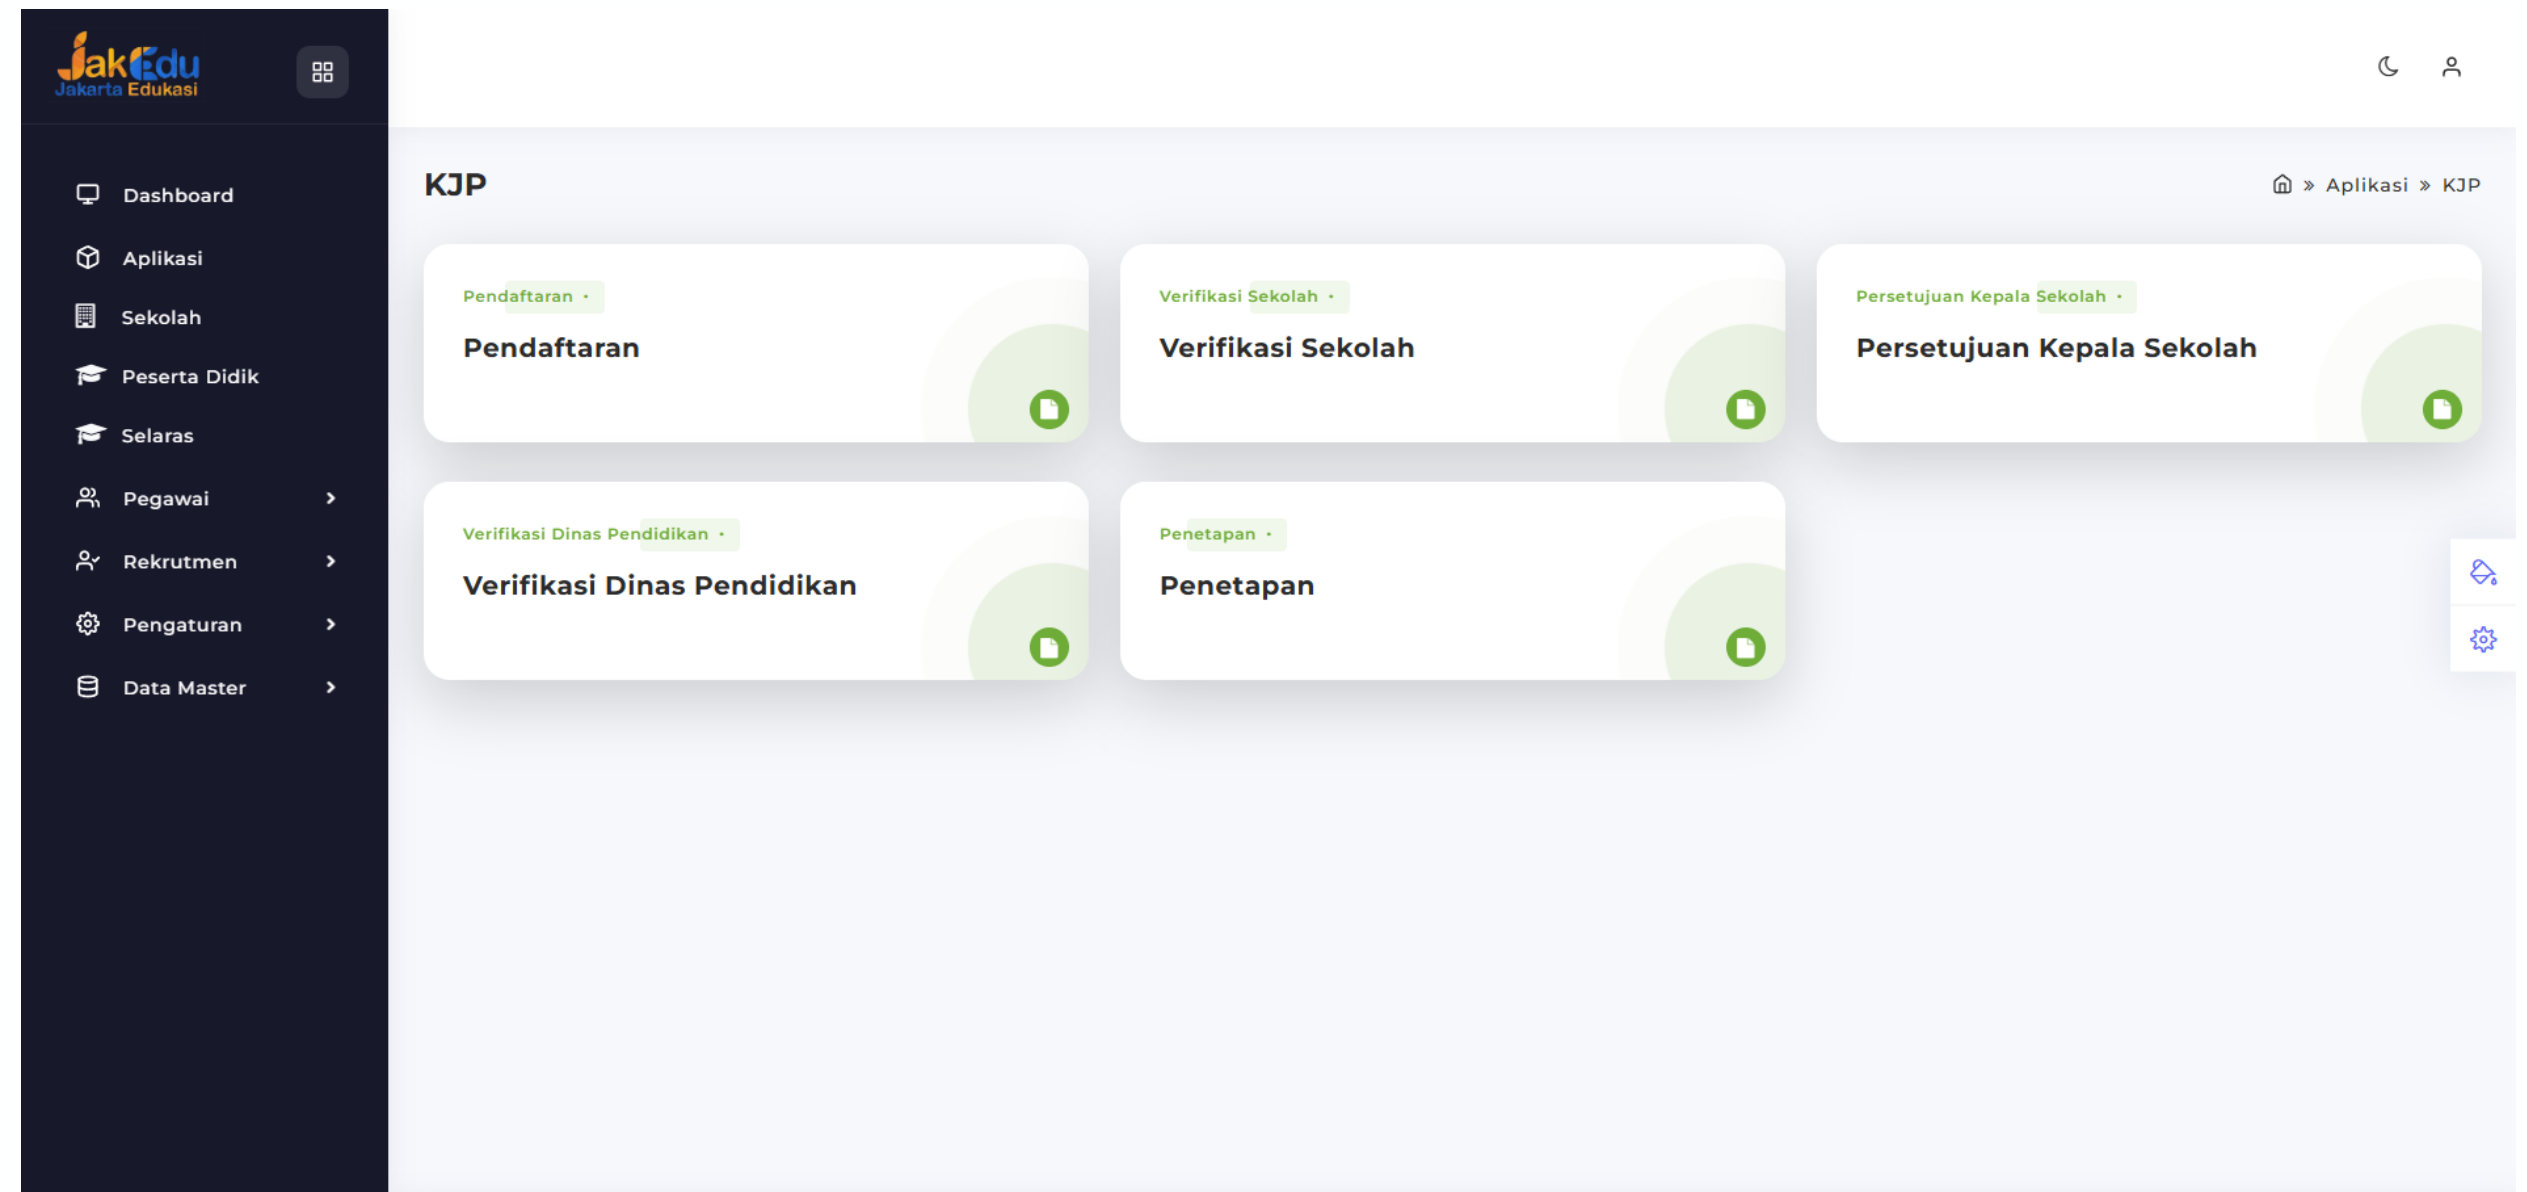 JakEdu
Jakarta Edukasi
Dashboard
Aplikasi
Sekolah
Peserta Didik
Selaras
Pegawai
Rekrutmen
Pengaturan
Data Master
KJP
» Aplikasi » KJP
Pendaftaran •
Pendaftaran
Verifikasi Sekolah •
Verifikasi Sekolah
Persetujuan Kepala Sekolah •
Persetujuan Kepala Sekolah
Verifikasi Dinas Pendidikan •
Verifikasi Dinas Pendidikan
Penetapan •
Penetapan